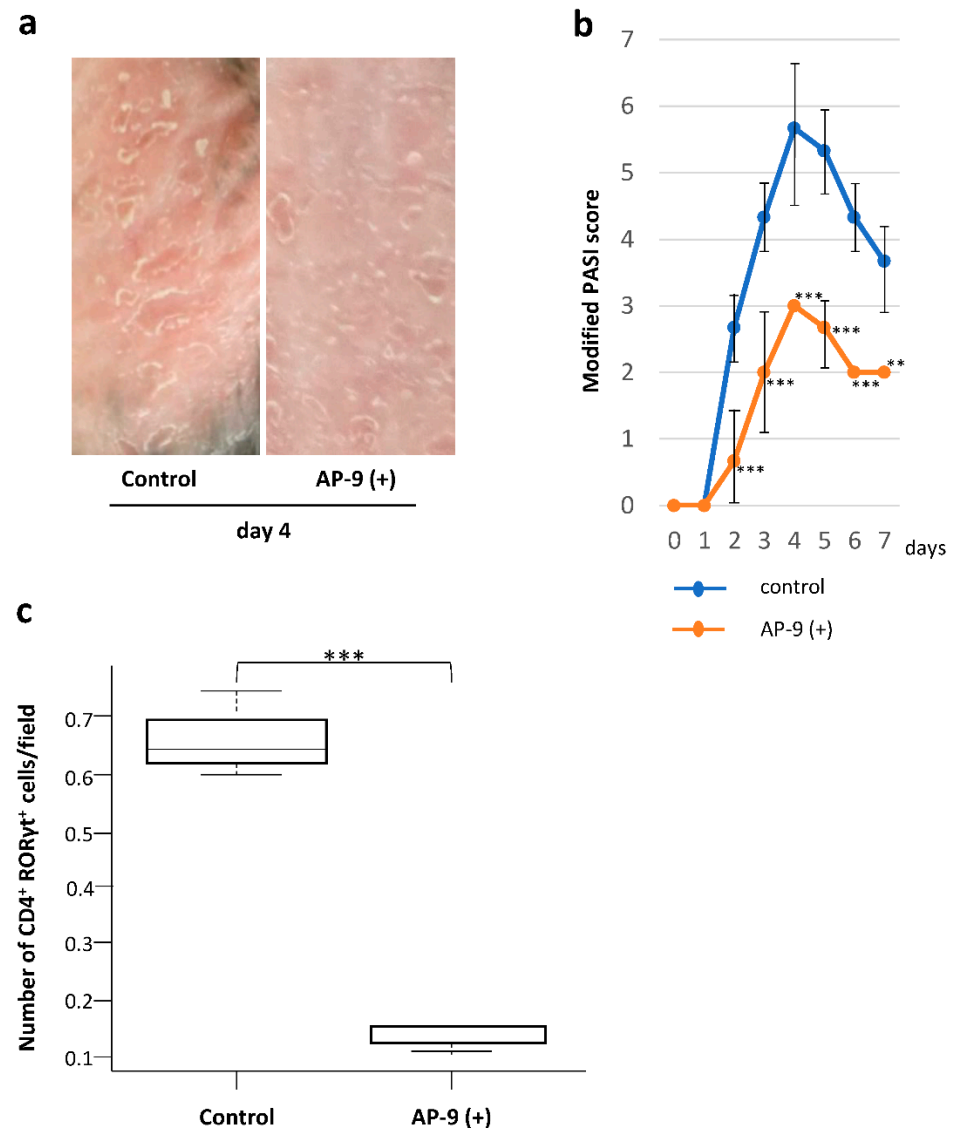 a
Control AP-9 (+)
day 4
b
7
6
5
4
3
2
1
0
Modified PASI score
***
***
***
***
***
**
0 1 2 3 4 5 6 7 days
control
AP-9 (+)
c
***
Number of CD4⁺ RORγt⁺ cells/field
0.7
0.6
0.5
0.4
0.3
0.2
0.1
Control AP-9 (+)